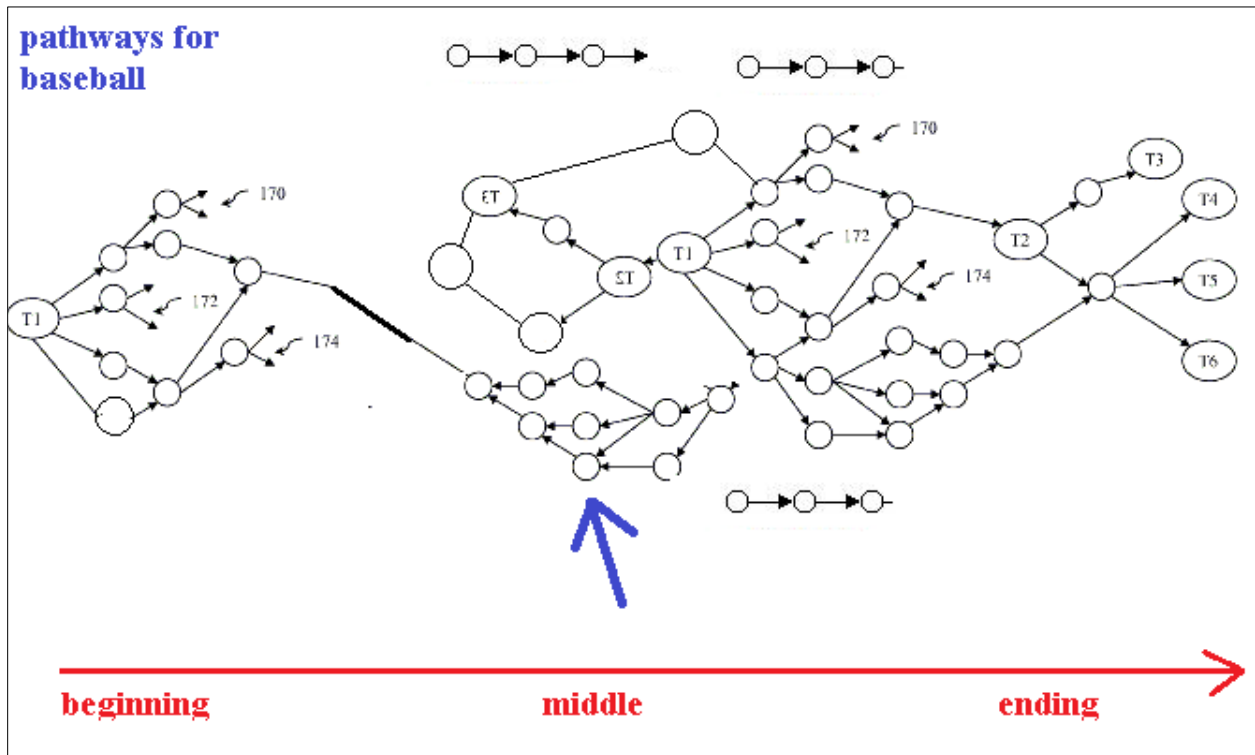 pathways for
baseball
170
172
174
T1
T3
T2
T1
170
172
174
T2
T3
T4
T5
T6
beginning
middle
ending